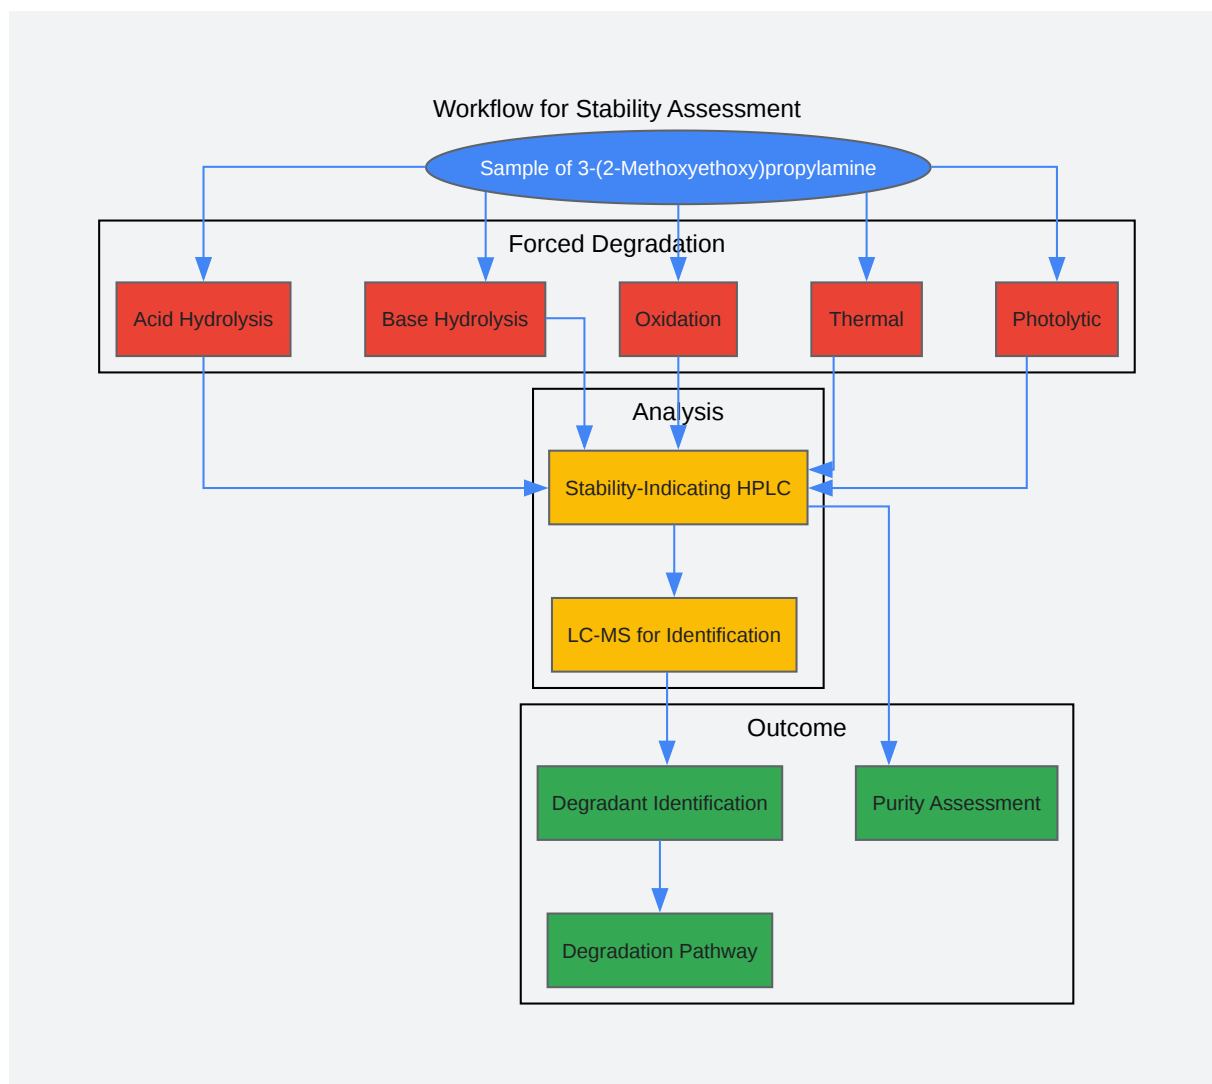 Workflow for Stability Assessment
Sample of 3-(2-Methoxyethoxy)propylamine
Forced Degradation
Acid Hydrolysis
Base Hydrolysis
Oxidation
Thermal
Photolytic
Analysis
Stability-Indicating HPLC
LC-MS for Identification
Outcome
Degradant Identification
Purity Assessment
Degradation Pathway